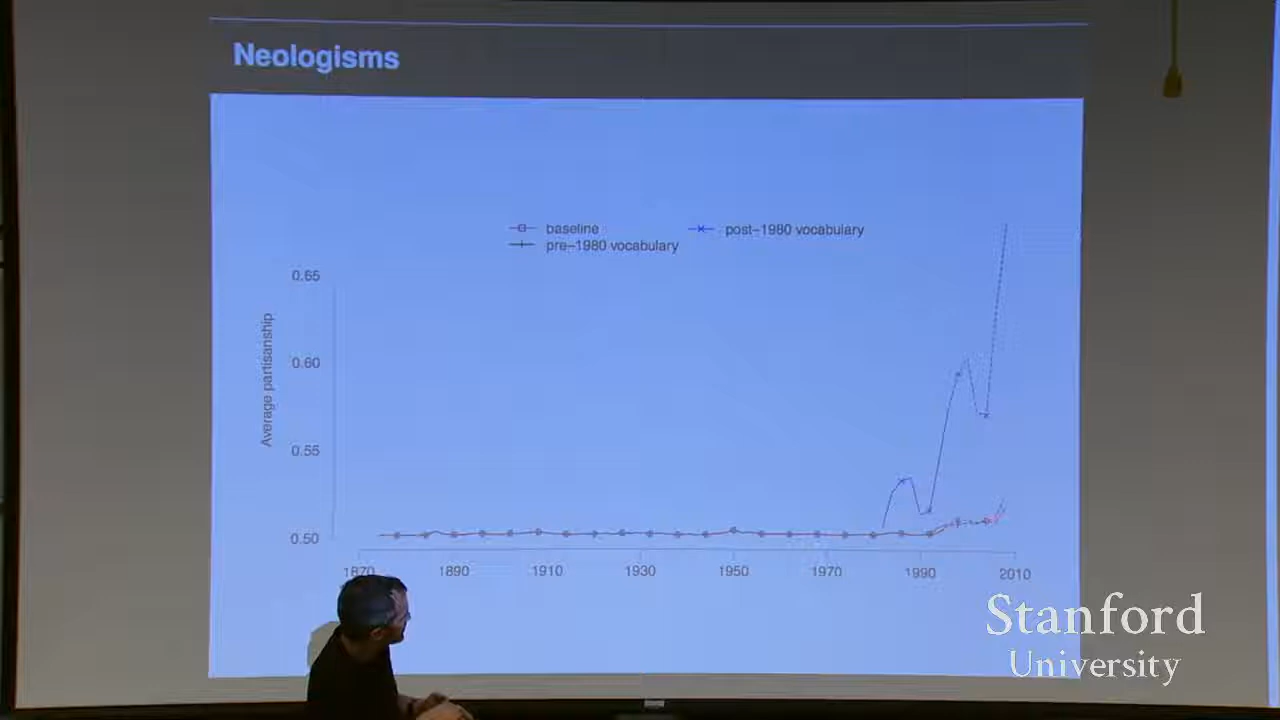 Neologisms
baseline
post–1980 vocabulary
pre–1980 vocabulary
0.65
0.60
0.55
0.50
Average partisanship
1870 1890 1910 1930 1950 1970 1990 2010
Stanford
University